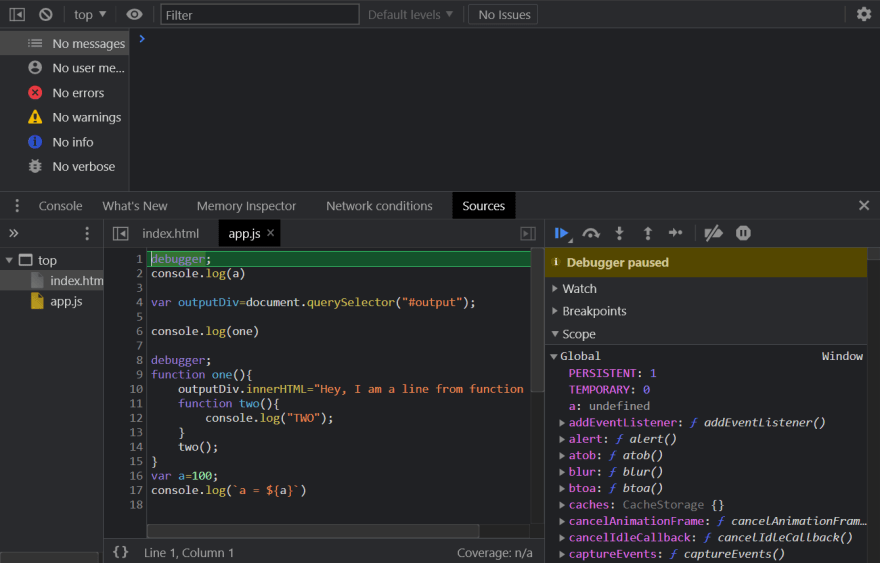 top
Filter
Default levels
No Issues
No messages
No user me...
No errors
No warnings
No info
No verbose
Console What's New Memory Inspector Network conditions Sources
index.html app.js
top
index.htm
app.js
1 debugger;
2 console.log(a)
3
4 var outputDiv=document.querySelector("#output");
5
6 console.log(one)
7
8 debugger;
9 function one(){
10 outputDiv.innerHTML="Hey, I am a line from function
11 function two(){
12 console.log("TWO");
13 }
14 two();
15 }
16 var a=100;
17 console.log(`a = ${a}`)
18
{} Line 1, Column 1 Coverage: n/a
Debugger paused
Watch
Breakpoints
Scope
Global Window
PERSISTENT: 1
TEMPORARY: 0
a: undefined
addEventListener: ƒ addEventListener()
alert: ƒ alert()
atob: ƒ atob()
blur: ƒ blur()
btoa: ƒ btoa()
caches: CacheStorage {}
cancelAnimationFrame: ƒ cancelAnimationFram...
cancelIdleCallback: ƒ cancelIdleCallback()
captureEvents: ƒ captureEvents()